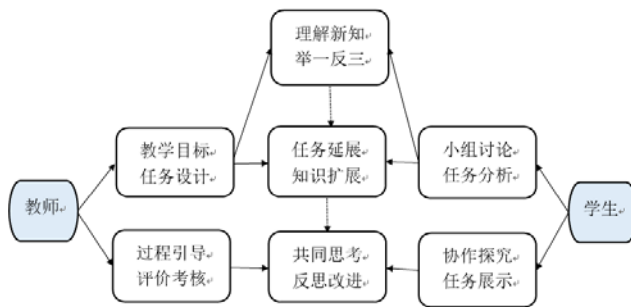 理解新知
举一反三
教学目标
任务设计
任务延展
知识扩展
小组讨论
任务分析
教师
学生
过程引导
评价考核
共同思考
反思改进
协作探究
任务展示